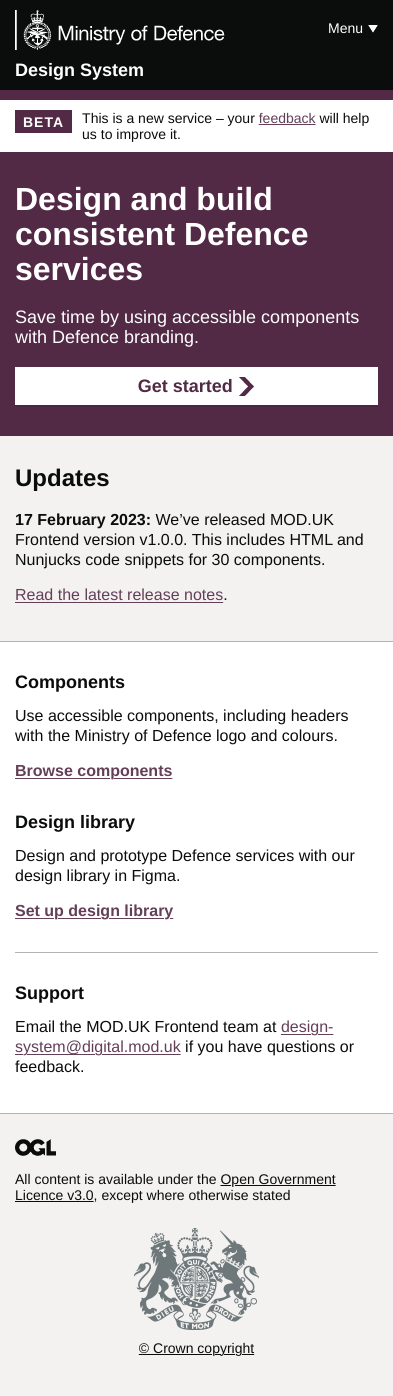 Ministry of Defence
Menu
Design System
BETA
This is a new service – your feedback will help
us to improve it.
Design and build
consistent Defence
services
Save time by using accessible components
with Defence branding.
Get started
Updates
17 February 2023: We’ve released MOD.UK
Frontend version v1.0.0. This includes HTML and
Nunjucks code snippets for 30 components.
Read the latest release notes.
Components
Use accessible components, including headers
with the Ministry of Defence logo and colours.
Browse components
Design library
Design and prototype Defence services with our
design library in Figma.
Set up design library
Support
Email the MOD.UK Frontend team at design-
system@digital.mod.uk if you have questions or
feedback.
OGL
All content is available under the Open Government
Licence v3.0, except where otherwise stated
DIEU ET MON DROIT
© Crown copyright